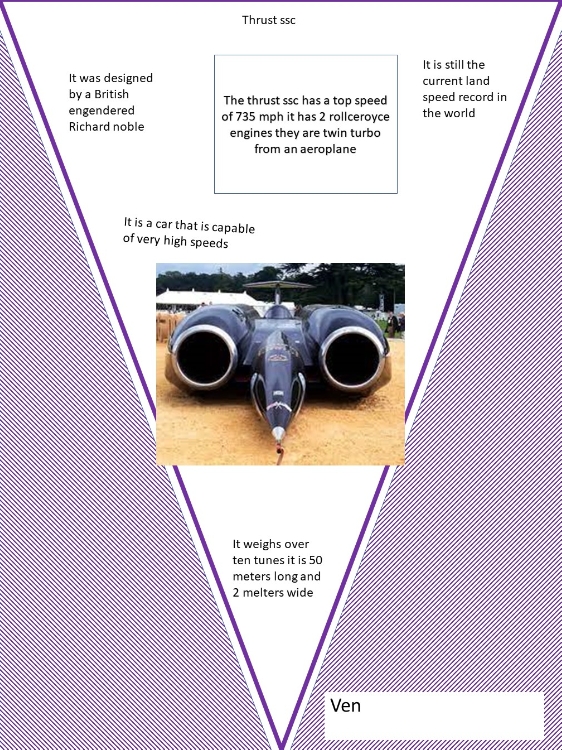 Thrust ssc
It was designed
by a British
engendered
Richard noble
The thrust ssc has a top speed
of 735 mph it has 2 rollceroyce
engines they are twin turbo
from an aeroplane
It is still the
current land
speed record in
the world
It is a car that is capable
of very high speeds
It weighs over
ten tunes it is 50
meters long and
2 melters wide
Ven